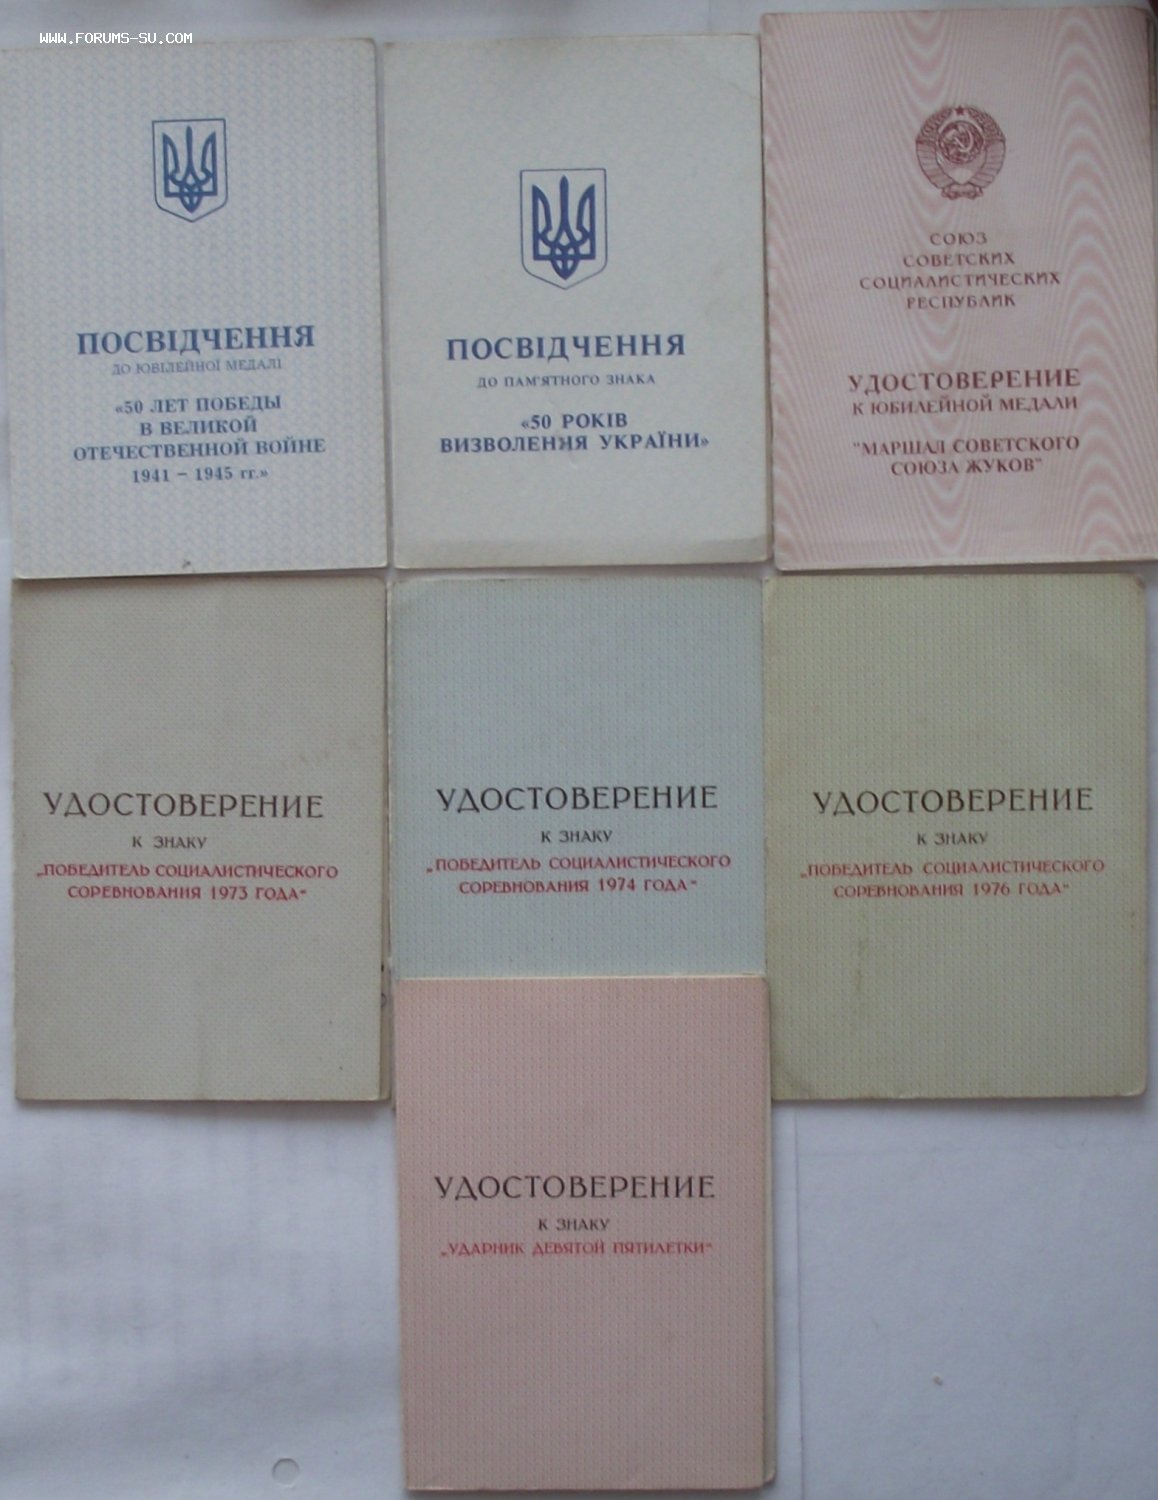 WWW.FORUMS-SU.COM
ПОСВІДЧЕННЯ
ДО ЮВІЛЕЙНОЇ МЕДАЛІ
«50 ЛЕТ ПОБЕДЫ
В ВЕЛИКОЙ
ОТЕЧЕСТВЕННОЙ ВОЙНЕ
1941 – 1945 гг.»
ПОСВІДЧЕННЯ
ДО ПАМ'ЯТНОГО ЗНАКА
«50 РОКІВ
ВИЗВОЛЕННЯ УКРАЇНИ»
СОЮЗ
СОВЕТСКИХ
СОЦИАЛИСТИЧЕСКИХ
РЕСПУБЛИК
УДОСТОВЕРЕНИЕ
К ЮБИЛЕЙНОЙ МЕДАЛИ
"МАРШАЛ СОВЕТСКОГО
СОЮЗА ЖУКОВ"
УДОСТОВЕРЕНИЕ
К ЗНАКУ
„ПОБЕДИТЕЛЬ СОЦИАЛИСТИЧЕСКОГО
СОРЕВНОВАНИЯ 1973 ГОДА“
УДОСТОВЕРЕНИЕ
К ЗНАКУ
„ПОБЕДИТЕЛЬ СОЦИАЛИСТИЧЕСКОГО
СОРЕВНОВАНИЯ 1974 ГОДА“
УДОСТОВЕРЕНИЕ
К ЗНАКУ
„ПОБЕДИТЕЛЬ СОЦИАЛИСТИЧЕСКОГО
СОРЕВНОВАНИЯ 1976 ГОДА“
УДОСТОВЕРЕНИЕ
К ЗНАКУ
„УДАРНИК ДЕВЯТОЙ ПЯТИЛЕТКИ“